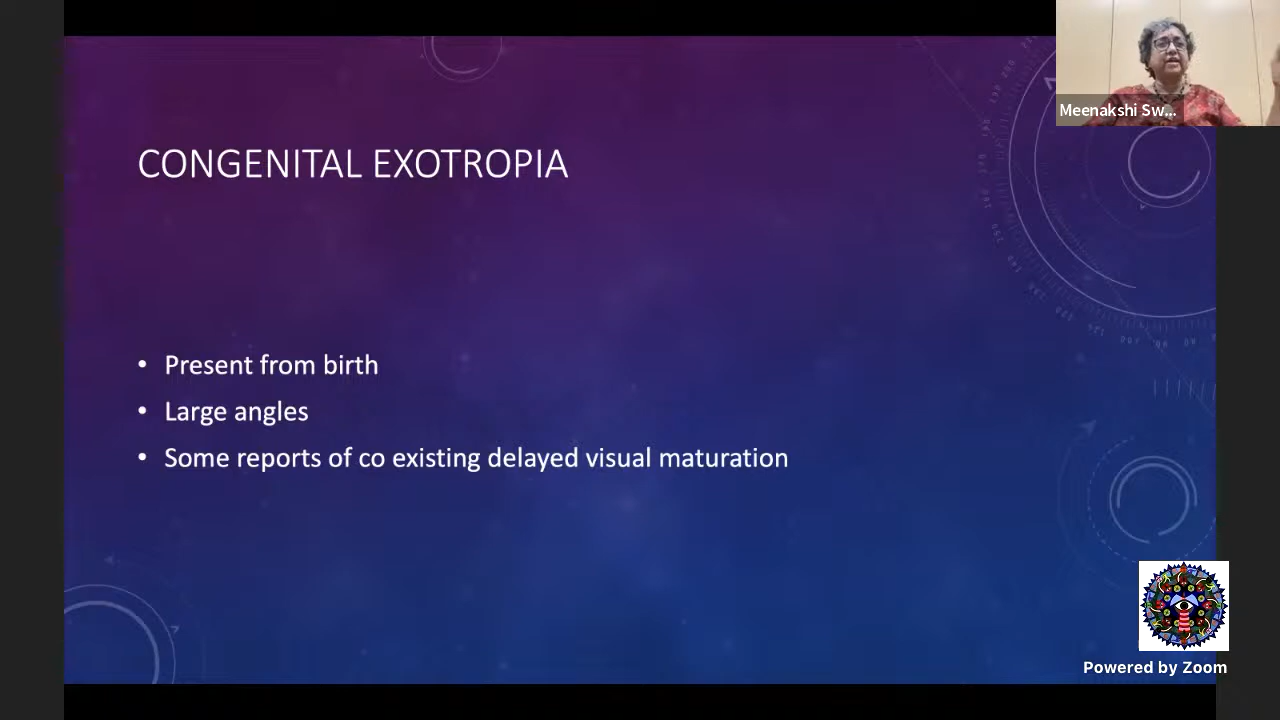 Meenakshi Sw...
CONGENITAL EXOTROPIA
• Present from birth
• Large angles
• Some reports of co existing delayed visual maturation
Powered by Zoom